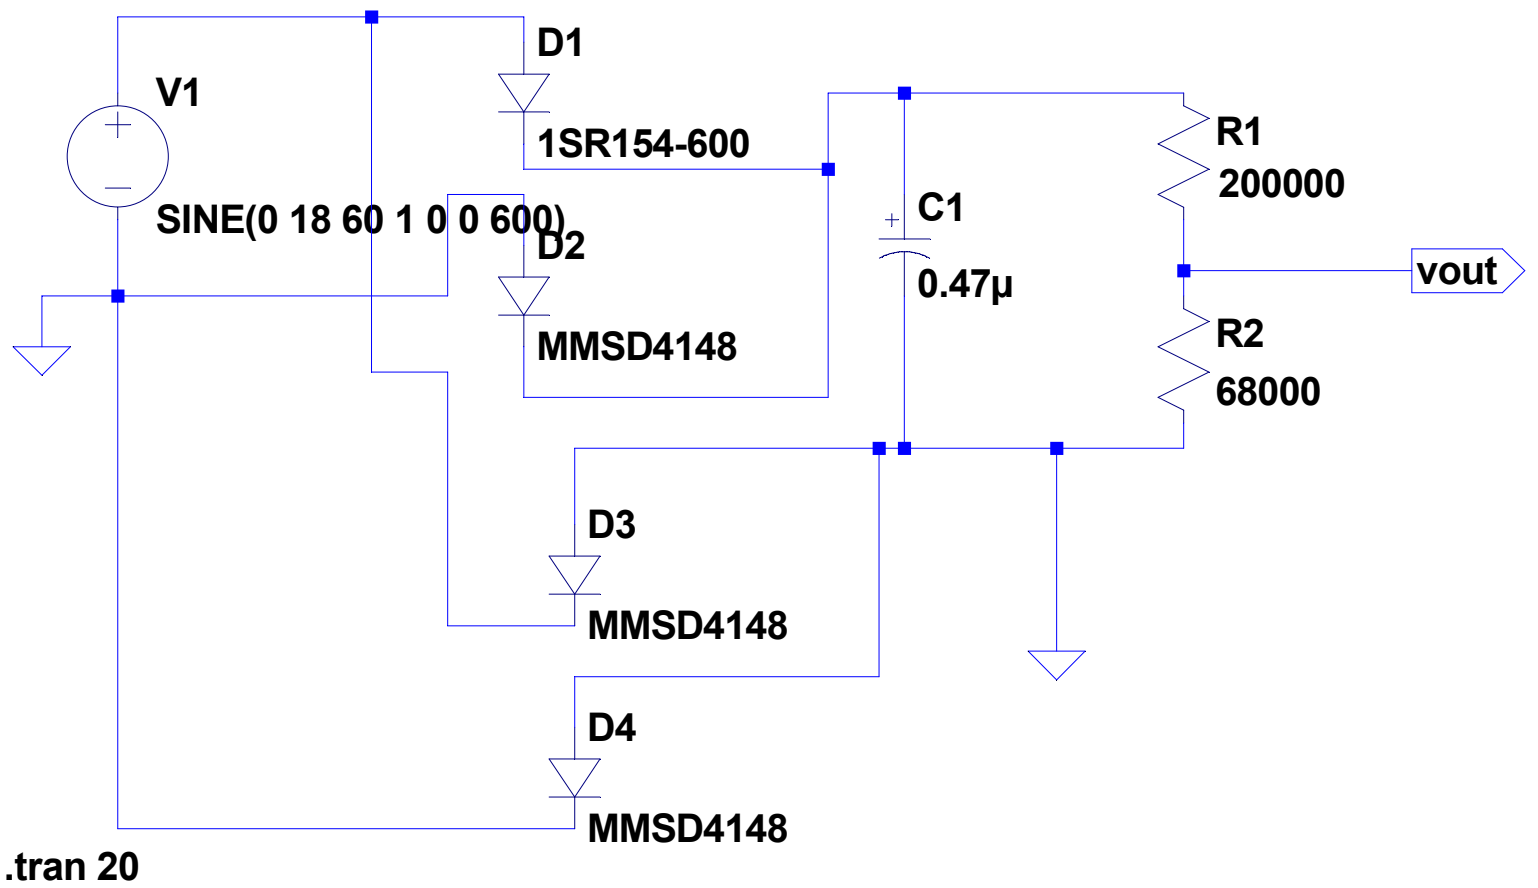 D1
V1
1SR154-600
R1
200000
SINE(0 18 60 1 0 0 600)
C1
D2
vout
0.47µ
MMSD4148
R2
68000
D3
MMSD4148
D4
MMSD4148
.tran 20